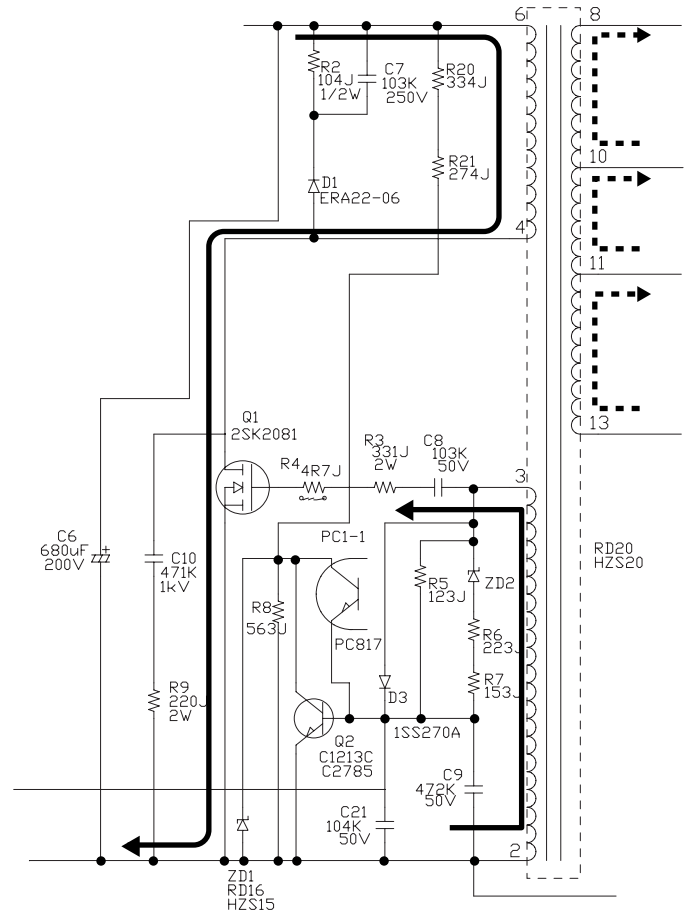 6
8
R2
104J
1/2W
C7
103K
250V
R20
334J
10
R21
274J
D1
ERA22-06
4
11
13
Q1
2SK2081
R3
331J
2W
C8
103K
50V
R4
4R7J
3
C6
680uF
200V
+
C10
471K
1kV
PC1-1
RD20
HZS20
ZD2
R5
123J
R8
563J
PC817
R6
223J
R7
153J
R9
220J
2W
D3
1SS270A
Q2
C1213C
C2785
C9
472K
50V
C21
104K
50V
2
ZD1
RD16
HZS15